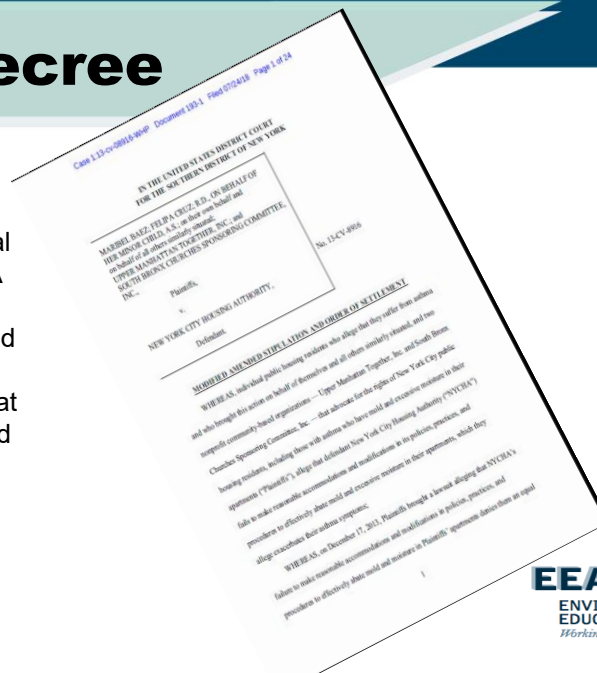 ecree
al
A
d
at
d
Case 1:13-cv-08916-WHP Document 193-1 Filed 07/24/18 Page 1 of 24
IN THE UNITED STATES DISTRICT COURT
FOR THE SOUTHERN DISTRICT OF NEW YORK
MARIBEL BAEZ; FELIPA CRUZ; R.D., ON BEHALF OF
HER MINOR CHILD, A.S.; on their own behalf and
on behalf of all others similarly situated;
UPPER MANHATTAN TOGETHER, INC.; and
SOUTH BRONX CHURCHES SPONSORING COMMITTEE,
INC.,
Plaintiffs,
v.
NEW YORK CITY HOUSING AUTHORITY,
Defendant.
No. 13-CV-8916
MODIFIED AMENDED STIPULATION AND ORDER OF SETTLEMENT
WHEREAS, individual public housing residents who allege that they suffer from asthma
and who brought this action on behalf of themselves and all others similarly situated, and two
nonprofit community-based organizations — Upper Manhattan Together, Inc. and South Bronx
Churches Sponsoring Committee, Inc. — that advocate for the rights of New York City public
housing residents, including those with asthma who have mold and excessive moisture in their
apartments ("Plaintiffs"), allege that defendant New York City Housing Authority ("NYCHA")
fails to make reasonable accommodations and modifications in its policies, practices, and
procedures to effectively abate mold and excessive moisture in their apartments, which they
allege exacerbates their asthma symptoms;
WHEREAS, on December 17, 2013, Plaintiffs brought a lawsuit alleging that NYCHA's
failure to make reasonable accommodations and modifications in policies, practices, and
procedures to effectively abate mold and moisture in Plaintiffs' apartments denies them an equal
1
EEA
ENVI
EDUC
Workin